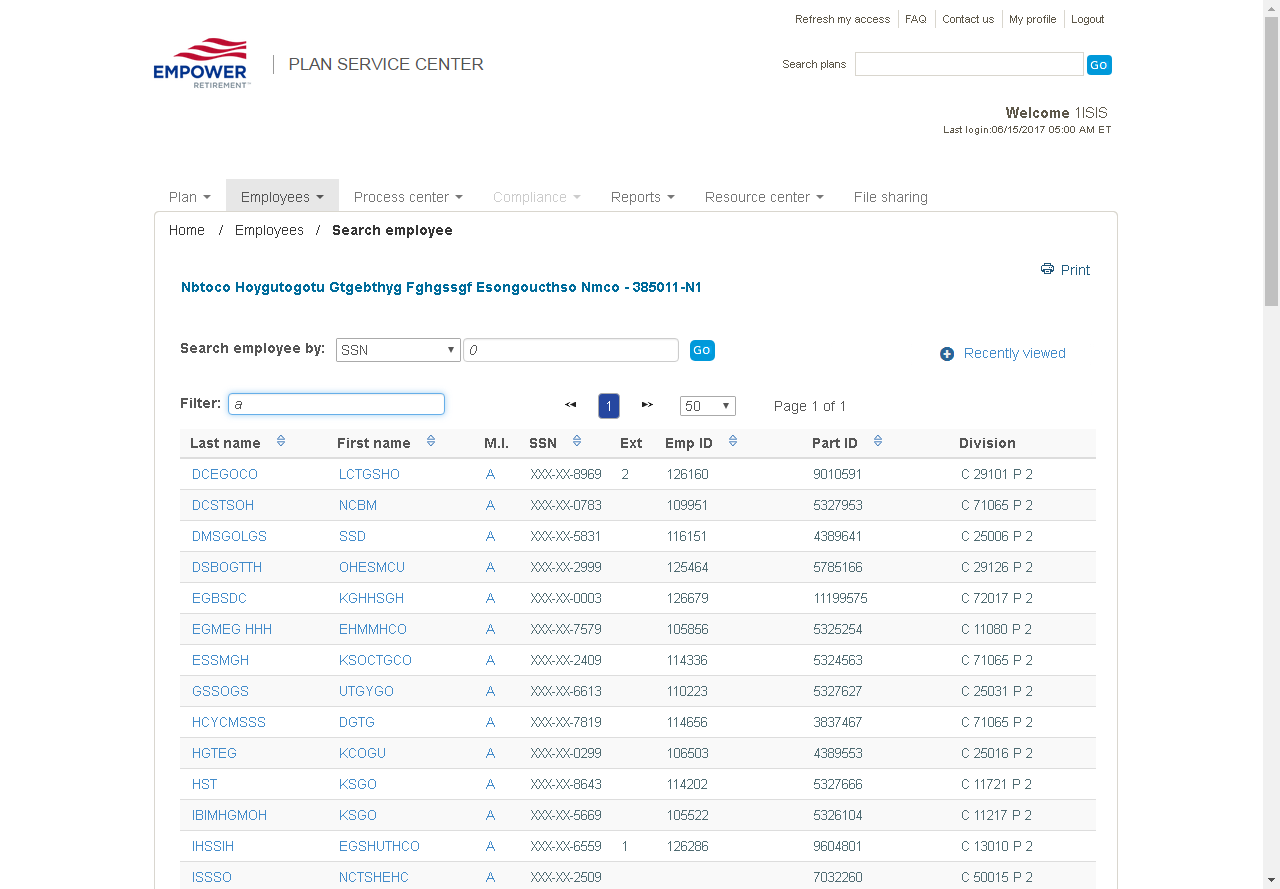 Refresh my access FAQ Contact us My profile Logout
EMPOWER
RETIREMENT™
PLAN SERVICE CENTER
Search plans Go
Welcome 1ISIS
Last login:06/15/2017 05:00 AM ET
Plan Employees Process center Compliance Reports Resource center File sharing
Home / Employees / Search employee
Print
Nbtoco Hoygutogotu Gtgebthyg Fghgssgf Esongoucthso Nmco - 385011-N1
Search employee by: SSN 0 Go
Recently viewed
Filter: a 1 50 Page 1 of 1
Last name First name M.I. SSN Ext Emp ID Part ID Division
DCEGOCO LCTGSHO A XXX-XX-8969 2 126160 9010591 C 29101 P 2
DCSTSOH NCBM A XXX-XX-0783 109951 5327953 C 71065 P 2
DMSGOLGS SSD A XXX-XX-5831 116151 4389641 C 25006 P 2
DSBOGTTH OHESMCU A XXX-XX-2999 125464 5785166 C 29126 P 2
EGBSDC KGHHSGH A XXX-XX-0003 126679 11199575 C 72017 P 2
EGMEG HHH EHMMHCO A XXX-XX-7579 105856 5325254 C 11080 P 2
ESSMGH KSOCTGCO A XXX-XX-2409 114336 5324563 C 71065 P 2
GSSOGS UTGYGO A XXX-XX-6613 110223 5327627 C 25031 P 2
HCYCMSSS DGTG A XXX-XX-7819 114656 3837467 C 71065 P 2
HGTEG KCOGU A XXX-XX-0299 106503 4389553 C 25016 P 2
HST KSGO A XXX-XX-8643 114202 5327666 C 11721 P 2
IBIMHGMOH KSGO A XXX-XX-5669 105522 5326104 C 11217 P 2
IHSSIH EGSHUTHCO A XXX-XX-6559 1 126286 9604801 C 13010 P 2
ISSSO NCTSHEHC A XXX-XX-2509 7032260 C 50015 P 2